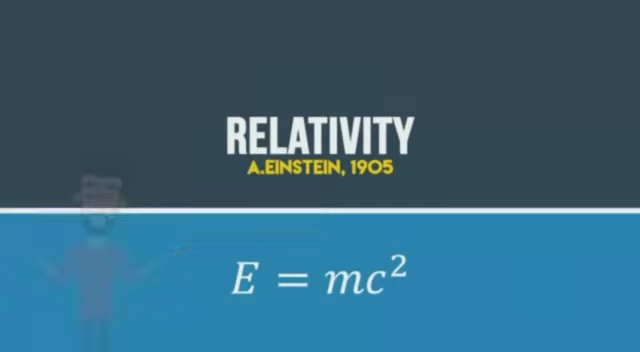 RELATIVITY
A.EINSTEIN, 1905
E = mc²